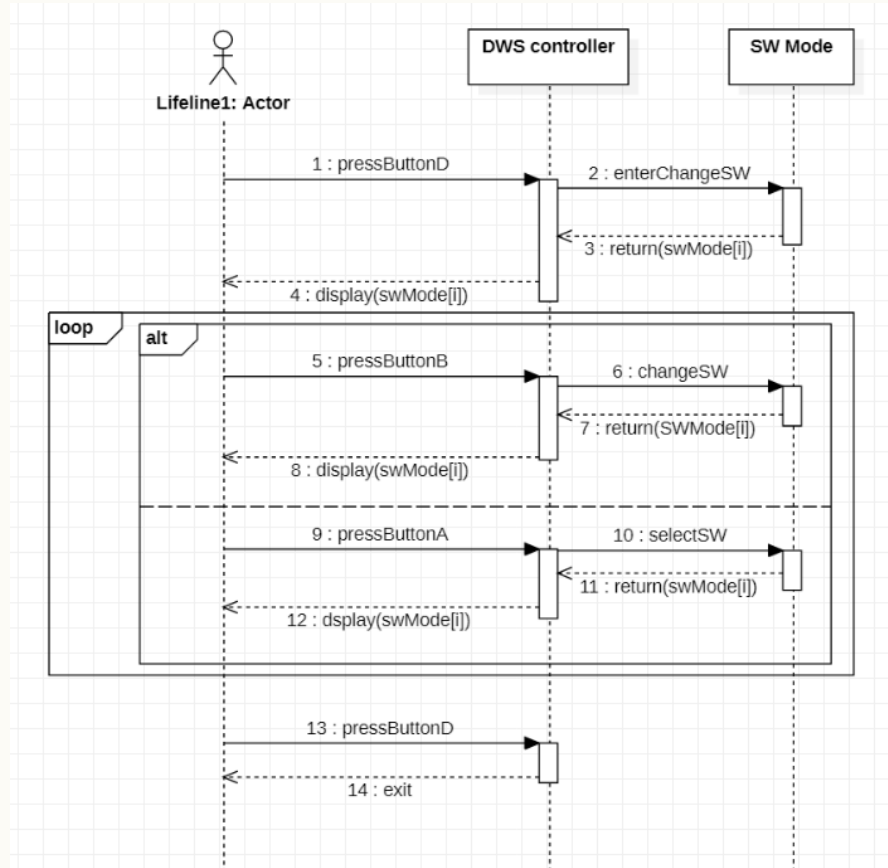 DWS controller
SW Mode
Lifeline1: Actor
1 : pressButtonD
2 : enterChangeSW
3 : return(swMode[i])
4 : display(swMode[i])
loop
alt
5 : pressButtonB
6 : changeSW
7 : return(SWMode[i])
8 : display(swMode[i])
9 : pressButtonA
10 : selectSW
11 : return(swMode[i])
12 : dsplay(swMode[i])
13 : pressButtonD
14 : exit